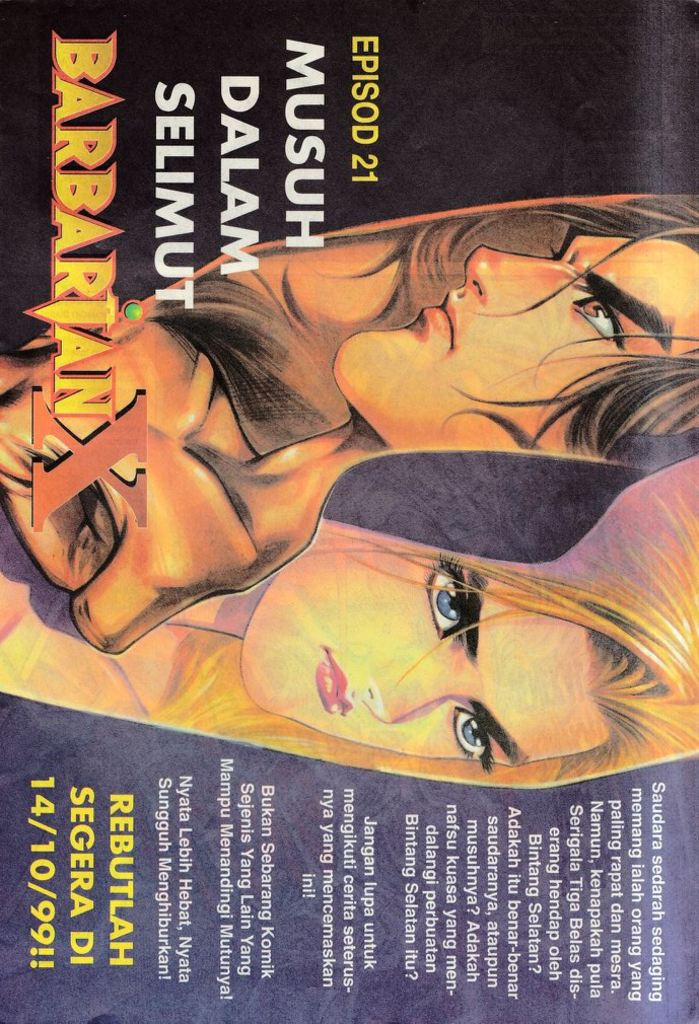 EPISOD 21
MUSUH
DALAM
SELIMUT
BARBARIAN X
Saudara sedarah sedaging
memang ialah orang yang
paling rapat dan mesra.
Namun, kenapakah pula
Serigala Tiga Belas dis-
erang hendap oleh
Bintang Selatan?
Adakah itu benar-benar
saudaranya, ataupun
musuhnya? Adakah
nafsu kuasa yang men-
dalangi perbuatan
Bintang Selatan itu?
Jangan lupa untuk
mengikuti cerita seterus-
nya yang mencemaskan
ini!
Bukan Sebarang Komik
Sejenis Yang Lain Yang
Mampu Menandingi Mutunya!
Nyata Lebih Hebat, Nyata
Sungguh Menghiburkan!
REBUTLAH
SEGERA DI
14/10/99!!